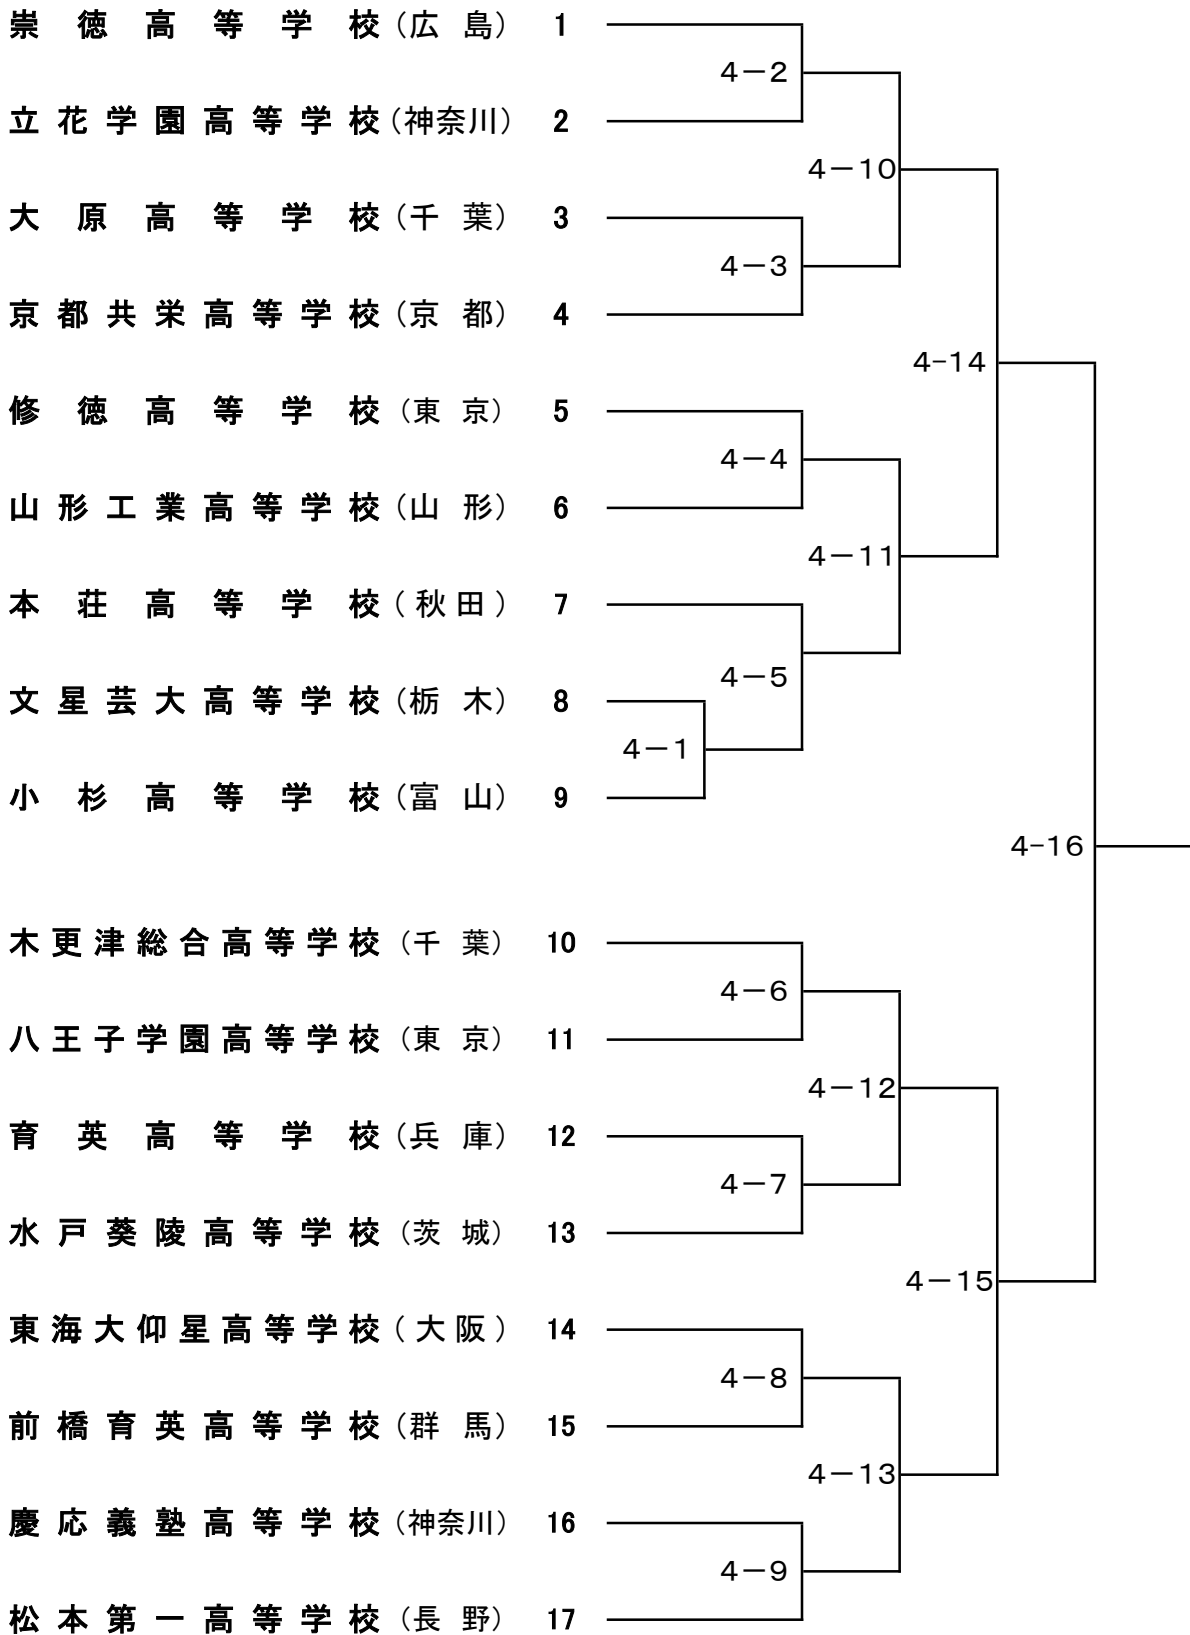 崇徳高等学校（広島） 1
4－2
立花学園高等学校（神奈川） 2
4－10
大原高等学校（千葉） 3
4－3
京都共栄高等学校（京都） 4
4-14
修徳高等学校（東京） 5
4－4
山形工業高等学校（山形） 6
4－11
本荘高等学校（秋田） 7
4－5
文星芸大高等学校（栃木） 8
4－1
小杉高等学校（富山） 9
4-16
木更津総合高等学校（千葉） 10
4－6
八王子学園高等学校（東京） 11
4－12
育英高等学校（兵庫） 12
4－7
水戸葵陵高等学校（茨城） 13
4－15
東海大仰星高等学校（大阪） 14
4－8
前橋育英高等学校（群馬） 15
4－13
慶応義塾高等学校（神奈川） 16
4－9
松本第一高等学校（長野） 17